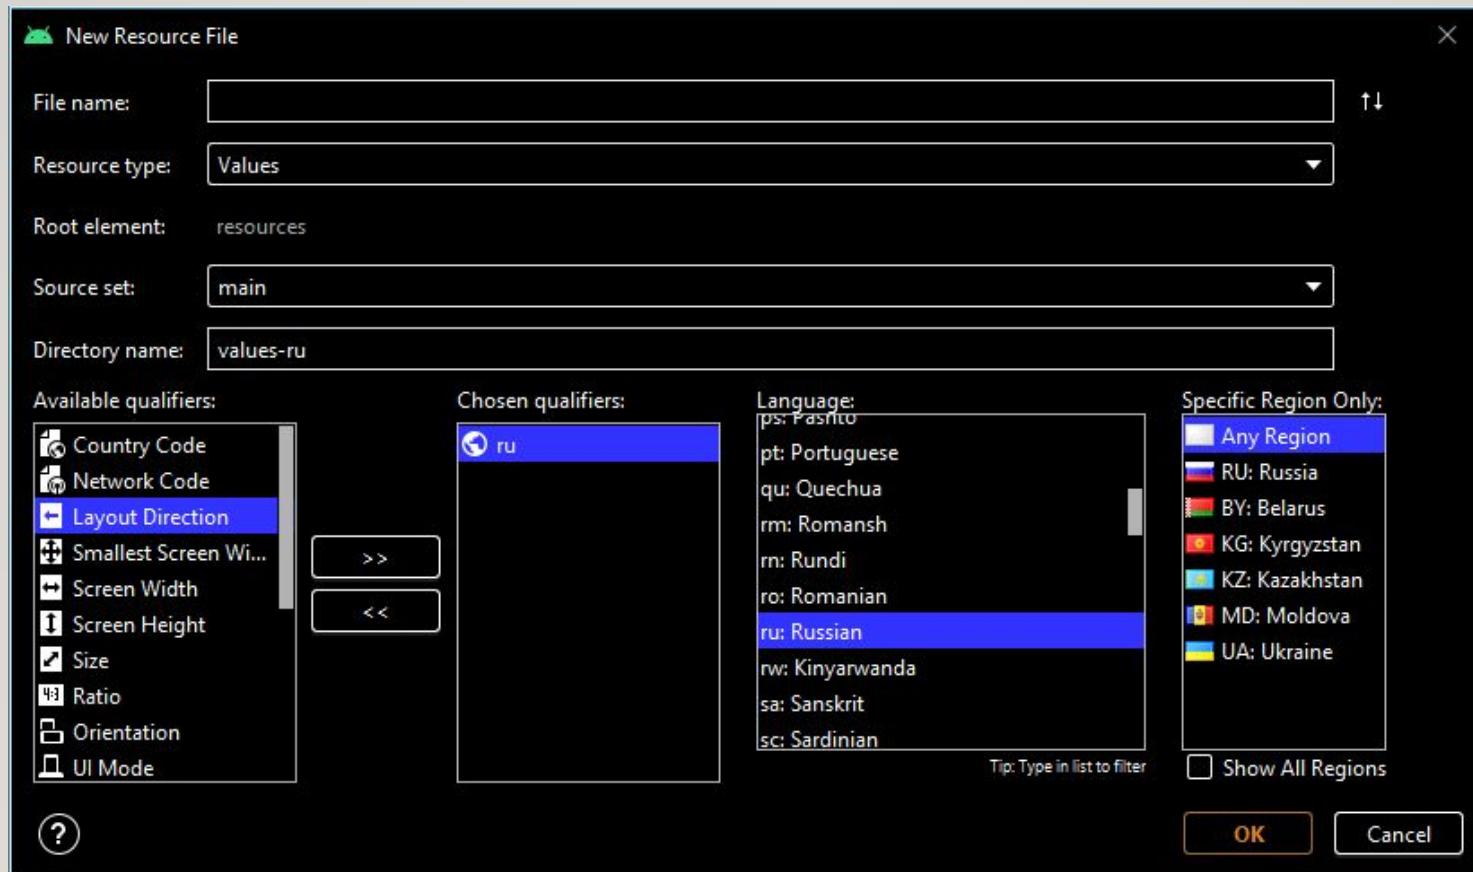 New Resource File
File name:
Resource type: Values
Root element: resources
Source set: main
Directory name: values-ru
Available qualifiers:
Country Code
Network Code
Layout Direction
Smallest Screen Wi...
Screen Width
Screen Height
Size
Ratio
Orientation
UI Mode
>>
<<
Chosen qualifiers:
ru
Language:
ps: Pashto
pt: Portuguese
qu: Quechua
rm: Romansh
rn: Rundi
ro: Romanian
ru: Russian
rw: Kinyarwanda
sa: Sanskrit
sc: Sardinian
Tip: Type in list to filter
Specific Region Only:
Any Region
RU: Russia
BY: Belarus
KG: Kyrgyzstan
KZ: Kazakhstan
MD: Moldova
UA: Ukraine
Show All Regions
?
OK
Cancel